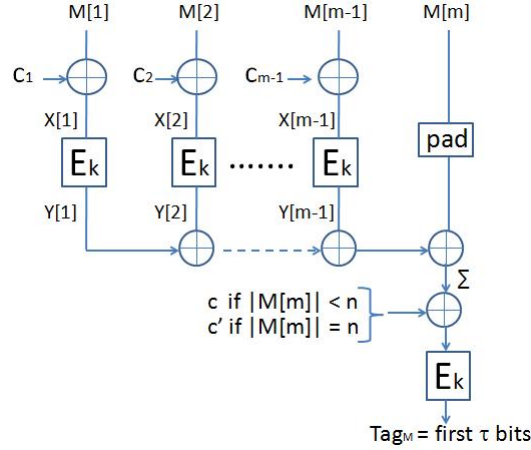 M[1] M[2] M[m-1] M[m]
C1 C2 Cm-1
X[1] X[2] X[m-1]
pad
Ek Ek ....... Ek
Y[1] Y[2] Y[m-1]
Σ
c if |M[m]| < n
c' if |M[m]| = n
Ek
TagM = first τ bits